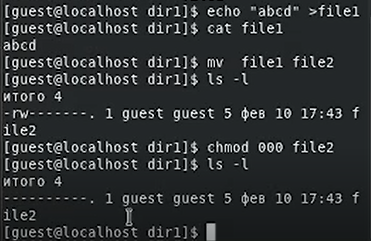 [guest@localhost dir1]$ echo "abcd" >file1
[guest@localhost dir1]$ cat file1
abcd
[guest@localhost dir1]$ mv  file1 file2
[guest@localhost dir1]$ ls -l
итого 4
-rw-------. 1 guest guest 5 фев 10 17:43 f
ile2
[guest@localhost dir1]$ chmod 000 file2
[guest@localhost dir1]$ ls -l
итого 4
----------. 1 guest guest 5 фев 10 17:43 f
ile2
[guest@localhost dir1]$